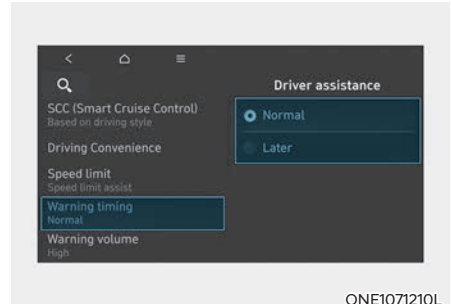 Driver assistance
SCC (Smart Cruise Control)
Based on driving style
Driving Convenience
Speed limit
Speed limit assist
Warning timing
Normal
Warning volume
High
Normal
Later
ONE1071210L